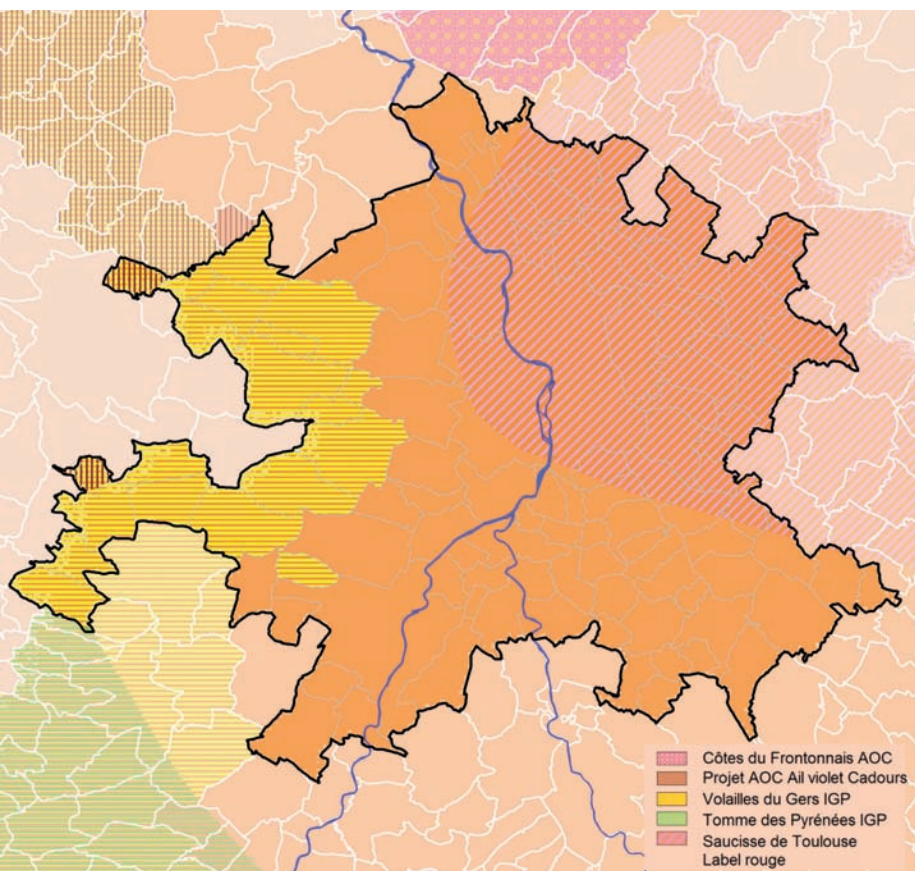 Côtes du Frontonnais AOC
Projet AOC Ail violet Cadours
Volailles du Gers IGP
Tomme des Pyrénées IGP
Saucisse de Toulouse
Label rouge